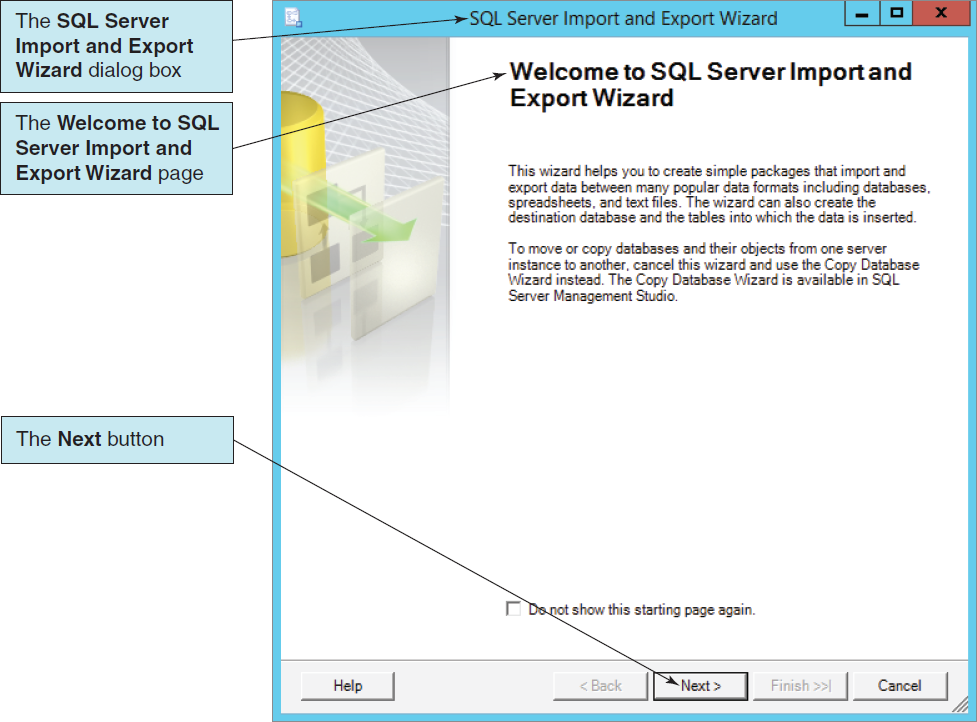 The SQL Server
Import and Export
Wizard dialog box
The Welcome to SQL
Server Import and
Export Wizard page
The Next button
SQL Server Import and Export Wizard
Welcome to SQL Server Import and
Export Wizard
This wizard helps you to create simple packages that import and
export data between many popular data formats including databases,
spreadsheets, and text files. The wizard can also create the
destination database and the tables into which the data is inserted.
To move or copy databases and their objects from one server
instance to another, cancel this wizard and use the Copy Database
Wizard instead. The Copy Database Wizard is available in SQL
Server Management Studio.
Do not show this starting page again.
Help
< Back
Next >
Finish >>|
Cancel